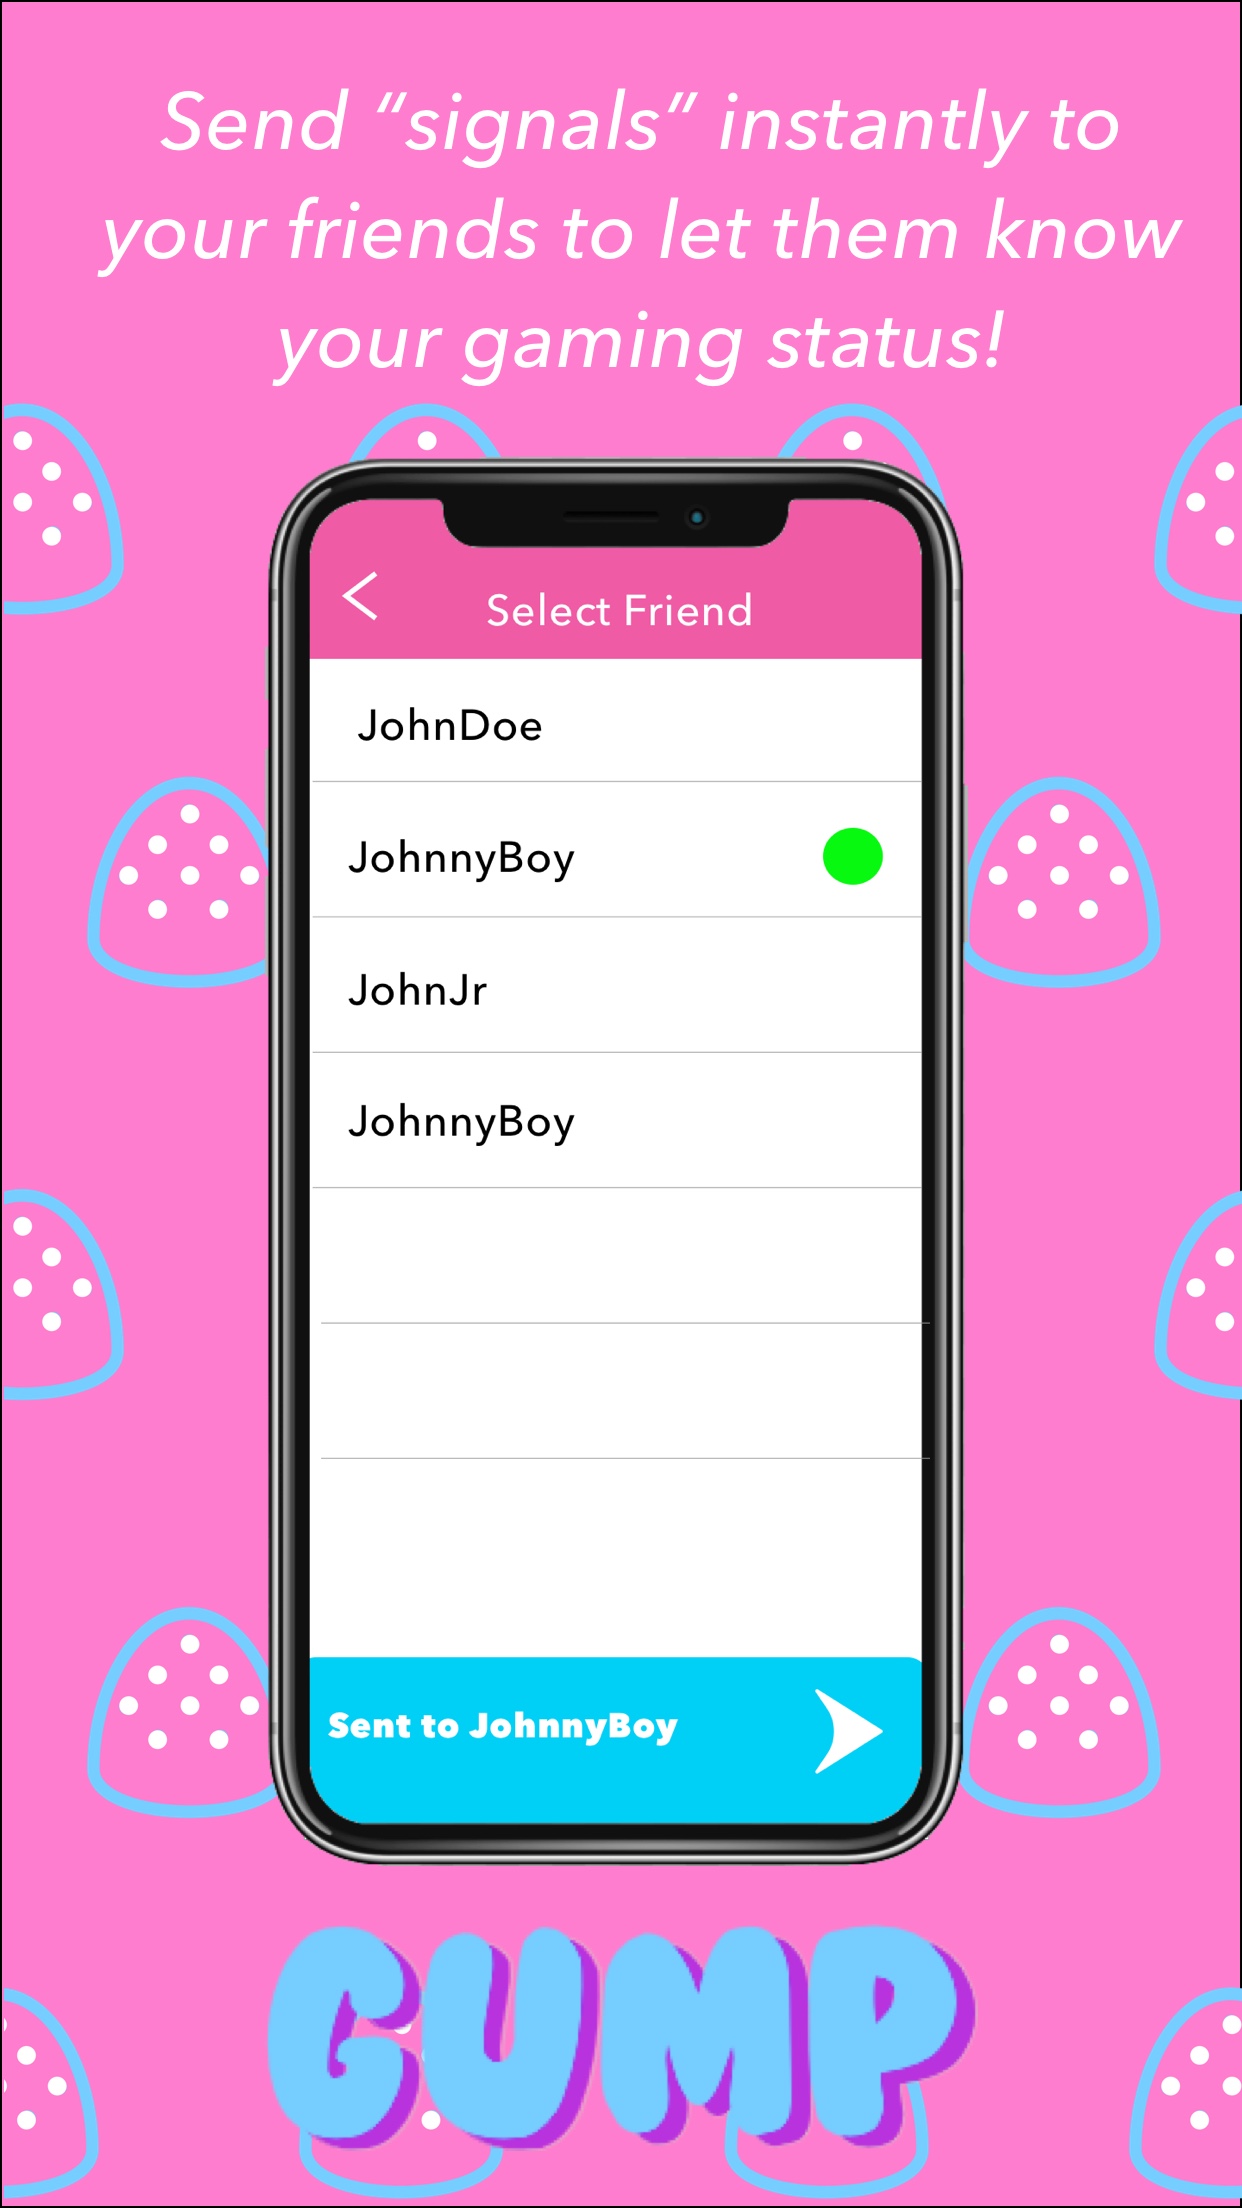 Send “signals” instantly to
your friends to let them know
your gaming status!
Select Friend
JohnDoe
JohnnyBoy
JohnJr
JohnnyBoy
Sent to JohnnyBoy
GUMP